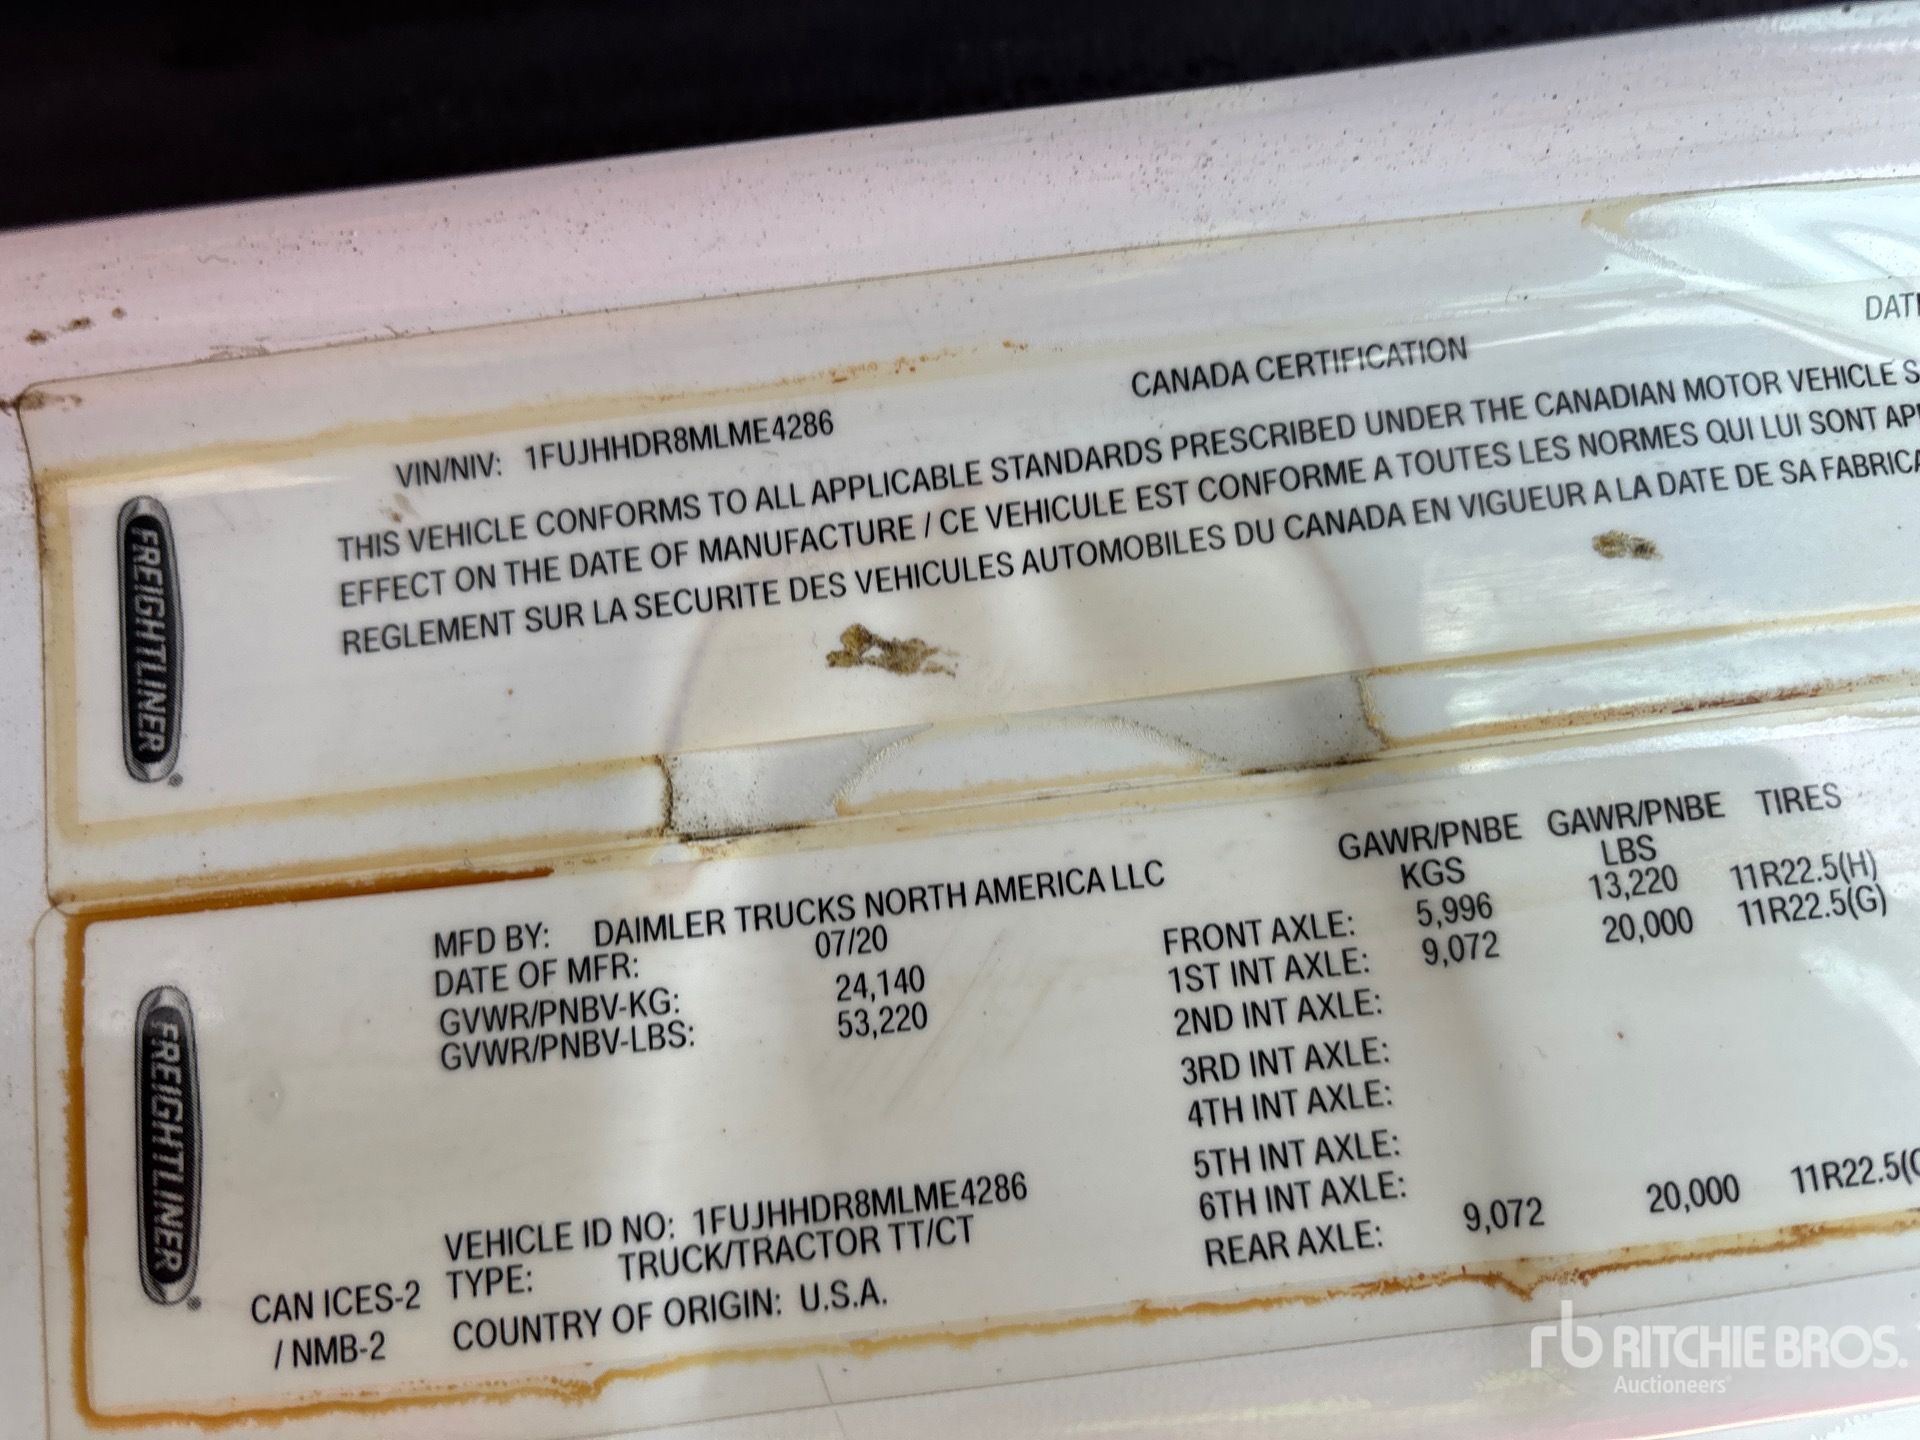 DATE
CANADA CERTIFICATION
VIN/NIV: 1FUJHHDR8MLME4286
THIS VEHICLE CONFORMS TO ALL APPLICABLE STANDARDS PRESCRIBED UNDER THE CANADIAN MOTOR VEHICLE
EFFECT ON THE DATE OF MANUFACTURE / CE VEHICULE EST CONFORME A TOUTES LES NORMES QUI LUI SONT
REGLEMENT SUR LA SECURITE DES VEHICULES AUTOMOBILES DU CANADA EN VIGUEUR A LA DATE DE SA
FREIGHTLINER
MFD BY: DAIMLER TRUCKS NORTH AMERICA LLC
DATE OF MFR: 07/20
GVWR/PNBV-KG: 24,140
GVWR/PNBV-LBS: 53,220
GAWR/PNBE KGS GAWR/PNBE LBS TIRES
FRONT AXLE: 5,996 13,220 11R22.5(H)
1ST INT AXLE: 9,072 20,000 11R22.5(G)
2ND INT AXLE:
3RD INT AXLE:
4TH INT AXLE:
5TH INT AXLE:
6TH INT AXLE:
REAR AXLE: 9,072 20,000
FREIGHTLINER
VEHICLE ID NO: 1FUJHHDR8MLME4286
TYPE: TRUCK/TRACTOR TT/CT
COUNTRY OF ORIGIN: U.S.A.
CAN ICES-2
/ NMB-2
rb RITCHIE BROS.
Auctioneers